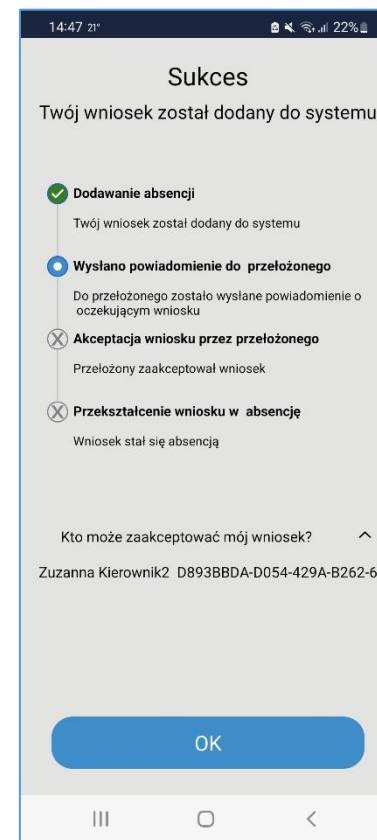 14:47 21° 22%
Sukces
Twój wniosek został dodany do systemu
Dodawanie absencji
Twój wniosek został dodany do systemu
Wysłano powiadomienie do przełożonego
Do przełożonego zostało wysłane powiadomienie o
oczekującym wniosku
Akceptacja wniosku przez przełożonego
Przełożony zaakceptował wniosek
Przekształcenie wniosku w absencję
Wniosek stał się absencją
Kto może zaakceptować mój wniosek?
Zuzanna Kierownik2 D893BBDA-D054-429A-B262-6
OK